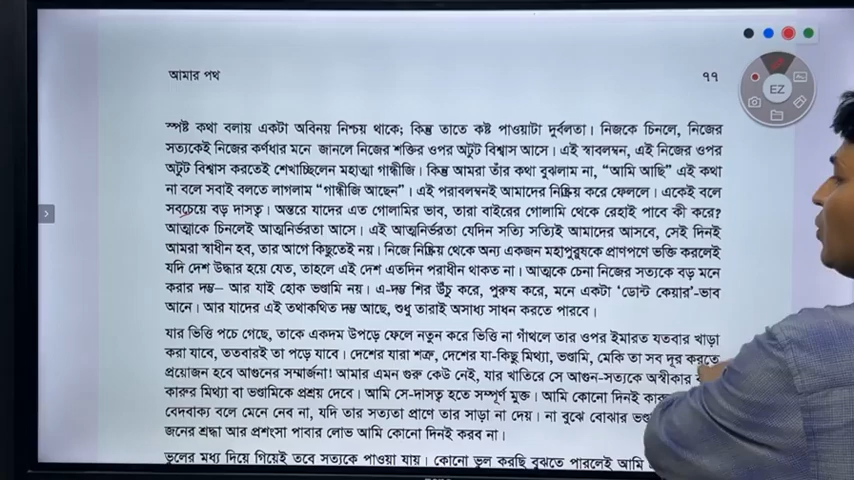 আমার পথ ৭৭
EZ
স্পষ্ট কথা বলায় একটা অবিনয় নিশ্চয় থাকে; কিন্তু তাতে কষ্ট পাওয়াটা দুর্বলতা। নিজকে চিনলে, নিজের
সত্যকেই নিজের কর্ণধার মনে জানলে নিজের শক্তির ওপর অটুট বিশ্বাস আসে। এই স্বাবলম্বন, এই নিজের ওপর
অটুট বিশ্বাস করতেই শেখাচ্ছিলেন মহাত্মা গান্ধীজি। কিন্তু আমরা তাঁর কথা বুঝলাম না, “আমি আছি” এই কথা
না বলে সবাই বলতে লাগলাম “গান্ধীজি আছেন”। এই পরাবলম্বনই আমাদের নিষ্ক্রিয় করে ফেললে। একেই বলে
সবচেয়ে বড় দাসত্ব। অন্তরে যাদের এত গোলামির ভাব, তারা বাইরের গোলামি থেকে রেহাই পাবে কী করে?
আত্মাকে চিনলেই আত্মনির্ভরতা আসে। এই আত্মনির্ভরতা যেদিন সত্যি সত্যিই আমাদের আসবে, সেই দিনই
আমরা স্বাধীন হব, তার আগে কিছুতেই নয়। নিজে নিষ্ক্রিয় থেকে অন্য একজন মহাপুরুষকে প্রাণপণে ভক্তি করলেই
যদি দেশ উদ্ধার হয়ে যেত, তাহলে এই দেশ এতদিন পরাধীন থাকত না। আত্মকে চেনা নিজের সত্যকে বড় মনে
করার দম্ভ– আর যাই হোক ভণ্ডামি নয়। এ-দম্ভ শির উঁচু করে, পুরুষ করে, মনে একটা ‘ডোন্ট কেয়ার’-ভাব
আনে। আর যাদের এই তথাকথিত দম্ভ আছে, শুধু তারাই অসাধ্য সাধন করতে পারবে।
যার ভিত্তি পচে গেছে, তাকে একদম উপড়ে ফেলে নতুন করে ভিত্তি না গাঁথলে তার ওপর ইমারত যতবার খাড়া
করা যাবে, ততবারই তা পড়ে যাবে। দেশের যারা শত্রু, দেশের যা-কিছু মিথ্যা, ভণ্ডামি, মেকি তা সব দূর করতে
প্রয়োজন হবে আগুনের সম্মার্জনা! আমার এমন গুরু কেউ নেই, যার খাতিরে সে আগুন-সত্যকে অস্বীকার
কারুর মিথ্যা বা ভণ্ডামিকে প্রশ্রয় দেবে। আমি সে-দাসত্ব হতে সম্পূর্ণ মুক্ত। আমি কোনো দিনই
বেদবাক্য বলে মেনে নেব না, যদি তার সত্যতা প্রাণে তার সাড়া না দেয়। না বুঝে বোঝার
জনের শ্রদ্ধা আর প্রশংসা পাবার লোভ আমি কোনো দিনই করব না।
ভুলের মধ্য দিয়ে গিয়েই তবে সত্যকে পাওয়া যায়। কোনো ভুল করছি বুঝতে পারলেই আমি